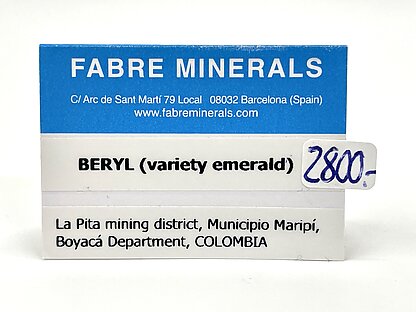 FABRE MINERALS
C/ Arc de Sant Martí 79 Local 08032 Barcelona (Spain)
www.fabreminerals.com
BERYL (variety emerald)
2800.-
La Pita mining district, Municipio Maripí,
Boyacá Department, COLOMBIA